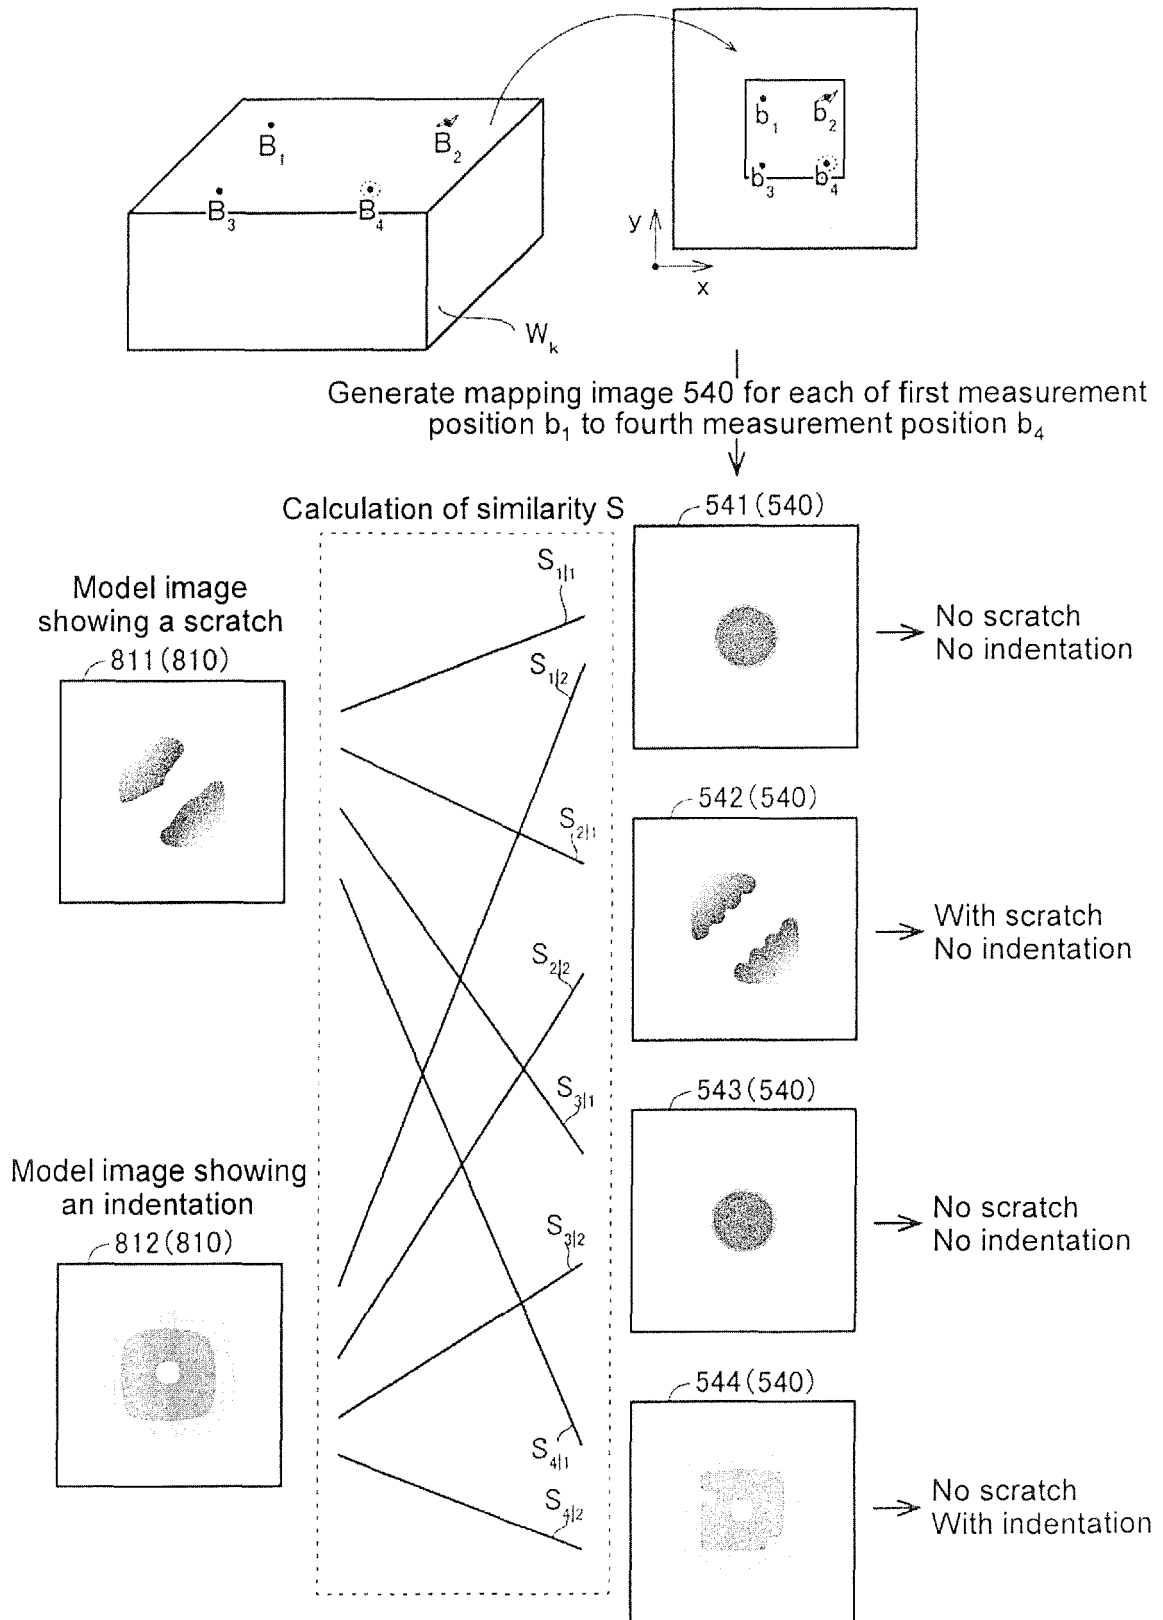 B₁
B₂
B₃
B₄
W_k
b₁
b₂
b₃
b₄
y
x
Generate mapping image 540 for each of first measurement
position b₁ to fourth measurement position b₄
Calculation of similarity S
541(540)
S₁|₁
No scratch
No indentation
Model image
showing a scratch
811(810)
S₁|₂
542(540)
S₂|₁
With scratch
No indentation
S₂|₂
543(540)
S₃|₁
Model image showing
an indentation
812(810)
No scratch
No indentation
S₃|₂
544(540)
S₄|₁
S₄|₂
No scratch
With indentation